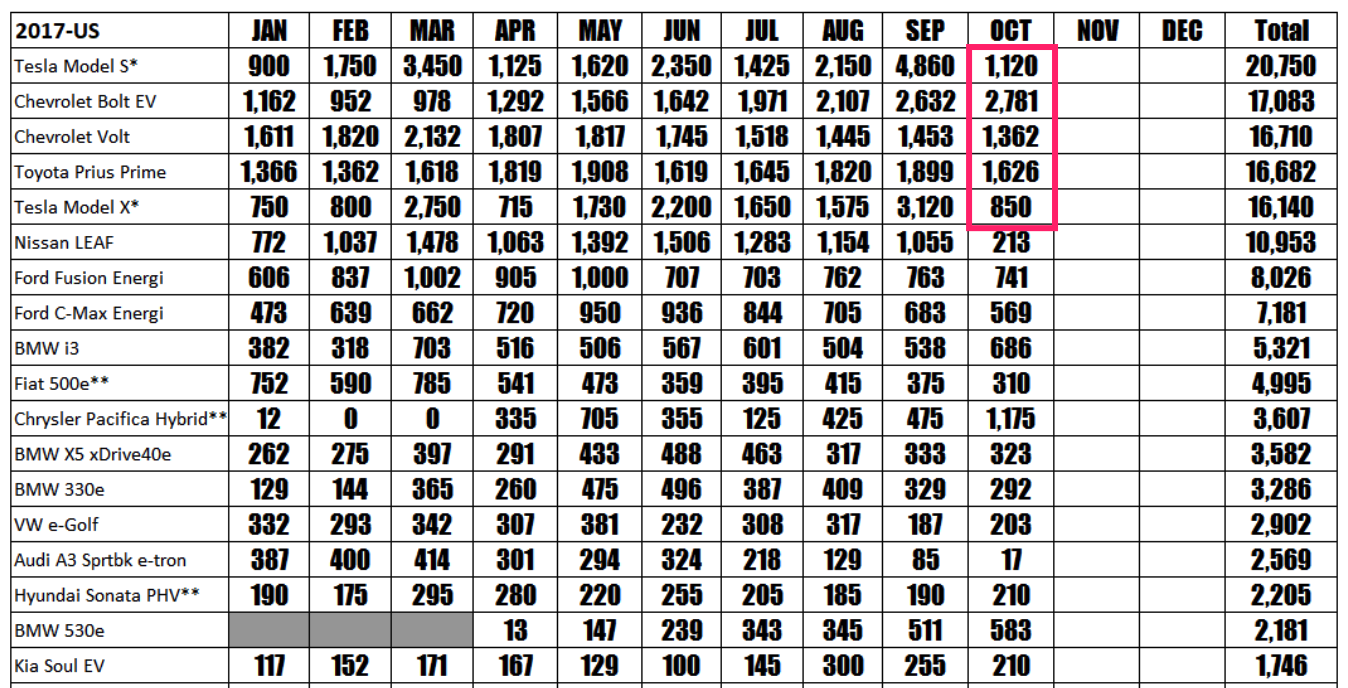 2017-US JAN FEB MAR APR MAY JUN JUL AUG SEP OCT NOV DEC Total
Tesla Model S* 900 1,750 3,450 1,125 1,620 2,350 1,425 2,150 4,860 1,120 20,750
Chevrolet Bolt EV 1,162 952 978 1,292 1,566 1,642 1,971 2,107 2,632 2,781 17,083
Chevrolet Volt 1,611 1,820 2,132 1,807 1,817 1,745 1,518 1,445 1,453 1,362 16,710
Toyota Prius Prime 1,366 1,362 1,618 1,819 1,908 1,619 1,645 1,820 1,899 1,626 16,682
Tesla Model X* 750 800 2,750 715 1,730 2,200 1,650 1,575 3,120 850 16,140
Nissan LEAF 772 1,037 1,478 1,063 1,392 1,506 1,283 1,154 1,055 213 10,953
Ford Fusion Energi 606 837 1,002 905 1,000 707 703 762 763 741 8,026
Ford C-Max Energi 473 639 662 720 950 936 844 705 683 569 7,181
BMW i3 382 318 703 516 506 567 601 504 538 686 5,321
Fiat 500e** 752 590 785 541 473 359 395 415 375 310 4,995
Chrysler Pacifica Hybrid** 12 0 0 335 705 355 125 425 475 1,175 3,607
BMW X5 xDrive40e 262 275 397 291 433 488 463 317 333 323 3,582
BMW 330e 129 144 365 260 475 496 387 409 329 292 3,286
VW e-Golf 332 293 342 307 381 232 308 317 187 203 2,902
Audi A3 Sprtbk e-tron 387 400 414 301 294 324 218 129 85 17 2,569
Hyundai Sonata PHV** 190 175 295 280 220 255 205 185 190 210 2,205
BMW 530e 13 147 239 343 345 511 583 2,181
Kia Soul EV 117 152 171 167 129 100 145 300 255 210 1,746